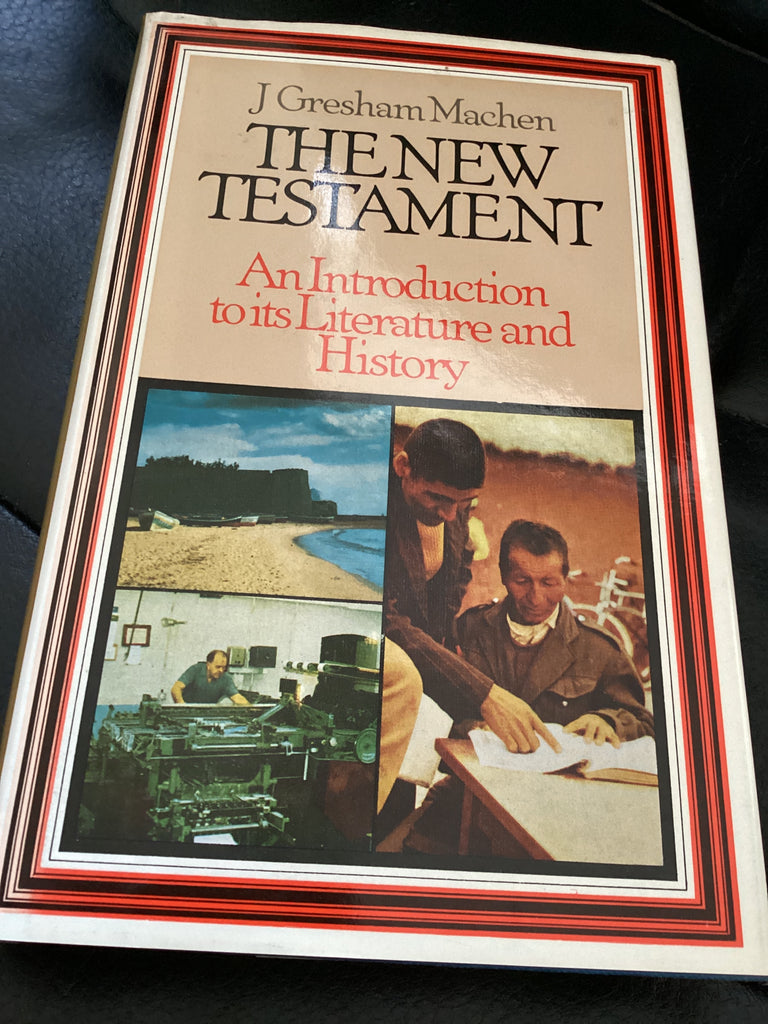 J Gresham Machen
THE NEW
TESTAMENT
An Introduction
to its Literature and
History